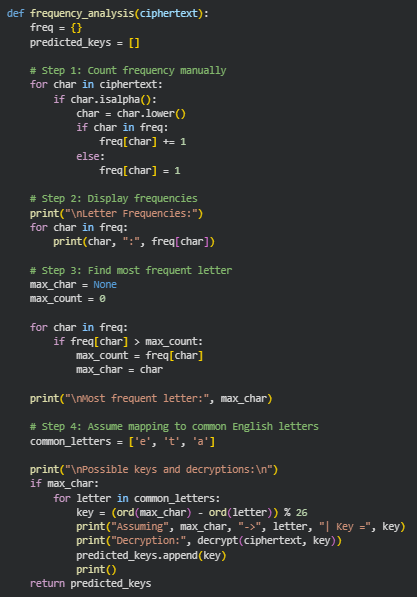 def frequency_analysis(ciphertext):
    freq = {}
    predicted_keys = []

    # Step 1: Count frequency manually
    for char in ciphertext:
        if char.isalpha():
            char = char.lower()
            if char in freq:
                freq[char] += 1
            else:
                freq[char] = 1

    # Step 2: Display frequencies
    print("\nLetter Frequencies:")
    for char in freq:
        print(char, ":", freq[char])

    # Step 3: Find most frequent letter
    max_char = None
    max_count = 0

    for char in freq:
        if freq[char] > max_count:
            max_count = freq[char]
            max_char = char

    print("\nMost frequent letter:", max_char)

    # Step 4: Assume mapping to common English letters
    common_letters = ['e', 't', 'a']

    print("\nPossible keys and decryptions:\n")
    if max_char:
        for letter in common_letters:
            key = (ord(max_char) - ord(letter)) % 26
            print("Assuming", max_char, "->", letter, "| Key =", key)
            print("Decryption:", decrypt(ciphertext, key))
            predicted_keys.append(key)
            print()
    return predicted_keys